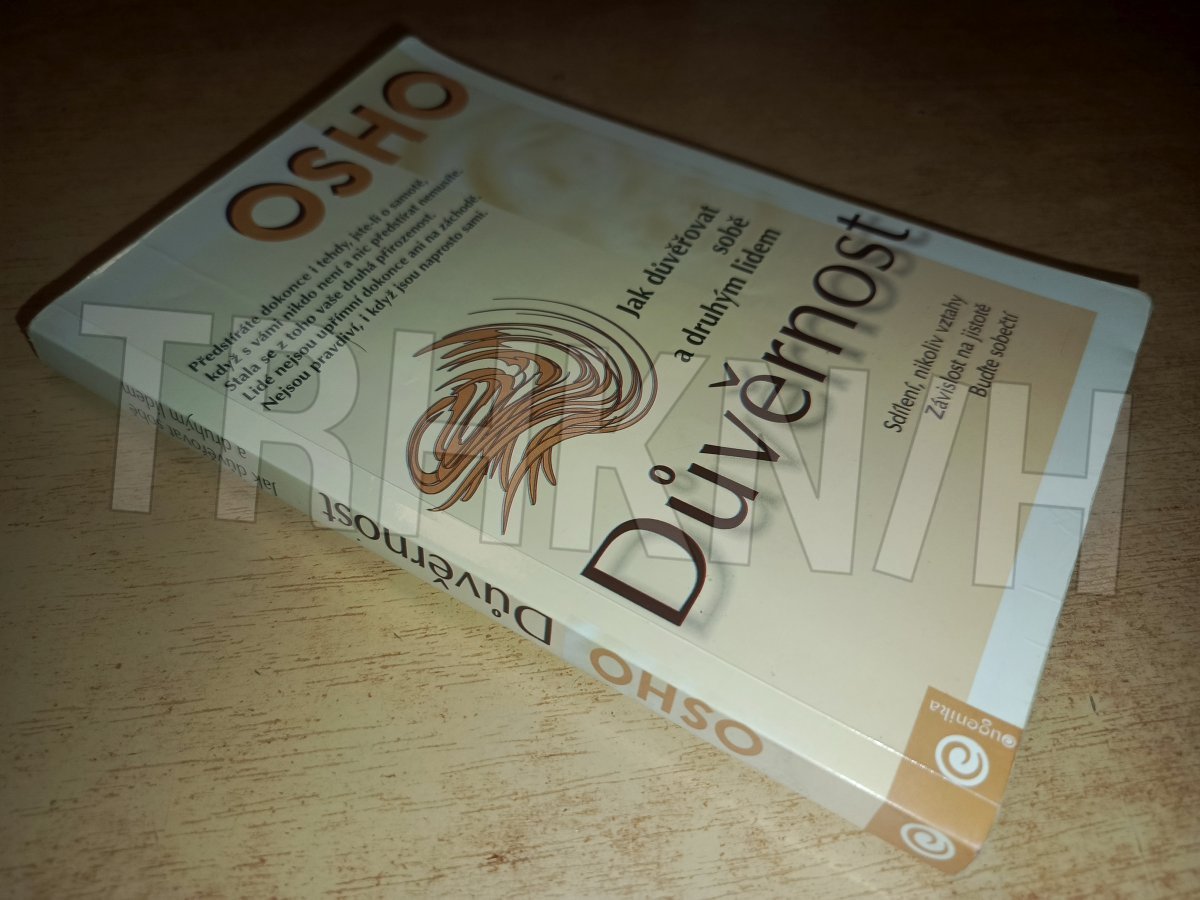 OSHO
Předstíráte dokonce i tehdy, jste-li o samotě,
když s vámi nikdo není a nic předstírat nemusíte.
Stala se z toho vaše druhá přirozenost.
Lidé nejsou upřímní dokonce ani na záchodě.
Nejsou pravdiví, i když jsou naprosto sami.
Jak důvěřovat
sobě
a druhým lidem
Důvěrnost
Sdílení, nikoliv vztahy
Závislost na jistotě
Buďte sobečtí
eugenika
OSHO
Důvěrnost
Jak důvěřovat sobě
a druhým lidem
TRHKNIH